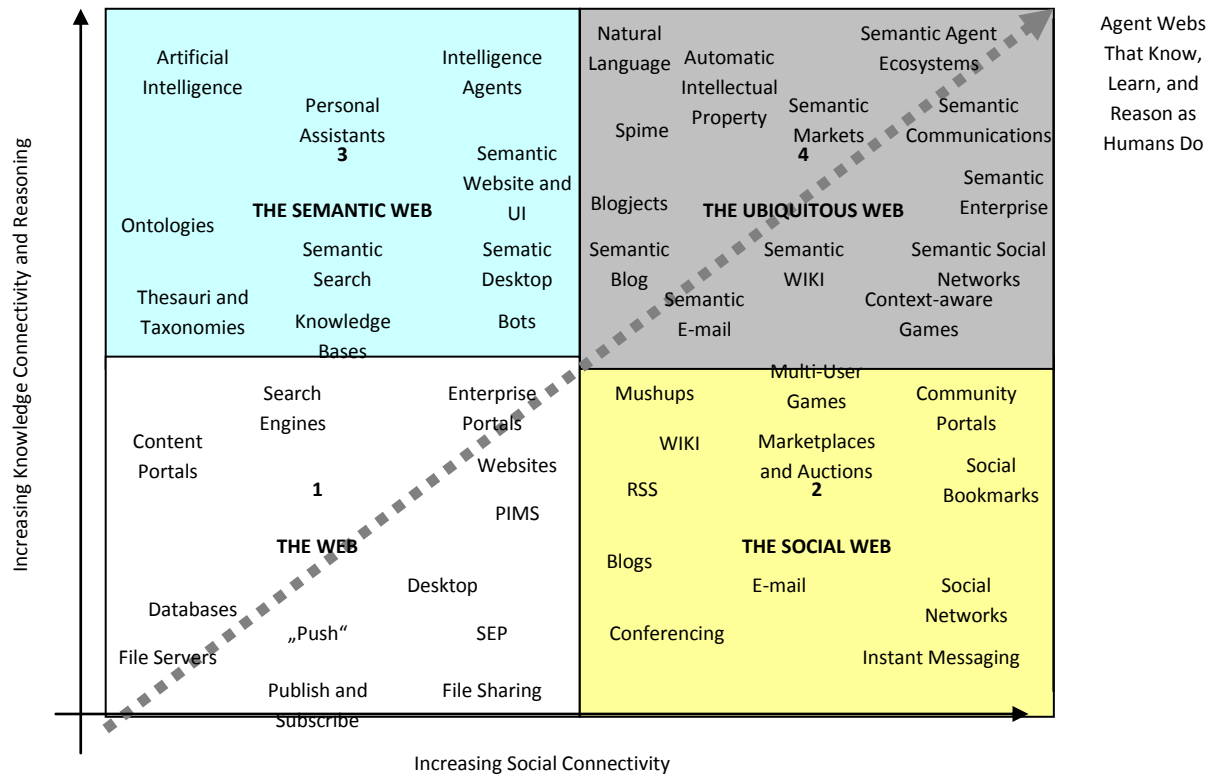 Increasing Knowledge Connectivity and Reasoning
Artificial
Intelligence
Personal
Assistants
Intelligence
Agents
3
Semantic
Website and
UI
THE SEMANTIC WEB
Ontologies
Semantic
Search
Sematic
Desktop
Thesauri and
Taxonomies
Knowledge
Bases
Bots
Natural
Language
Automatic
Intellectual
Property
Semantic Agent
Ecosystems
Spime
Semantic
Markets
Semantic
Communications
4
Semantic
Enterprise
Blogjects
THE UBIQUITOUS WEB
Semantic
Blog
Semantic
WIKI
Semantic Social
Networks
Semantic
E-mail
Context-aware
Games
Agent Webs
That Know,
Learn, and
Reason as
Humans Do
Search
Engines
Enterprise
Portals
Content
Portals
Websites
1
PIMS
THE WEB
Desktop
Databases
„Push“
SEP
File Servers
Publish and
Subscribe
File Sharing
Mushups
Multi-User
Games
Community
Portals
WIKI
Marketplaces
and Auctions
Social
Bookmarks
RSS
2
THE SOCIAL WEB
Blogs
E-mail
Social
Networks
Conferencing
Instant Messaging
Increasing Social Connectivity